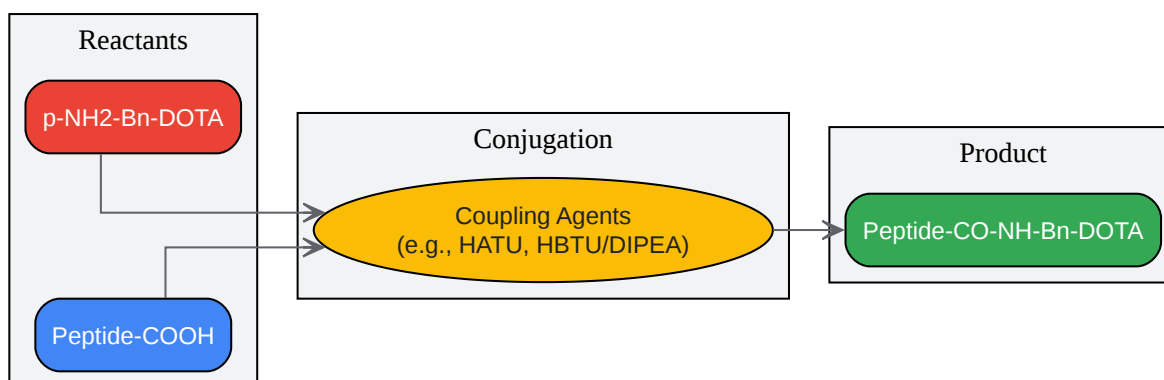 Reactants
p-NH2-Bn-DOTA
Peptide-COOH
Conjugation
Coupling Agents
(e.g., HATU, HBTU/DIPEA)
Product
Peptide-CO-NH-Bn-DOTA